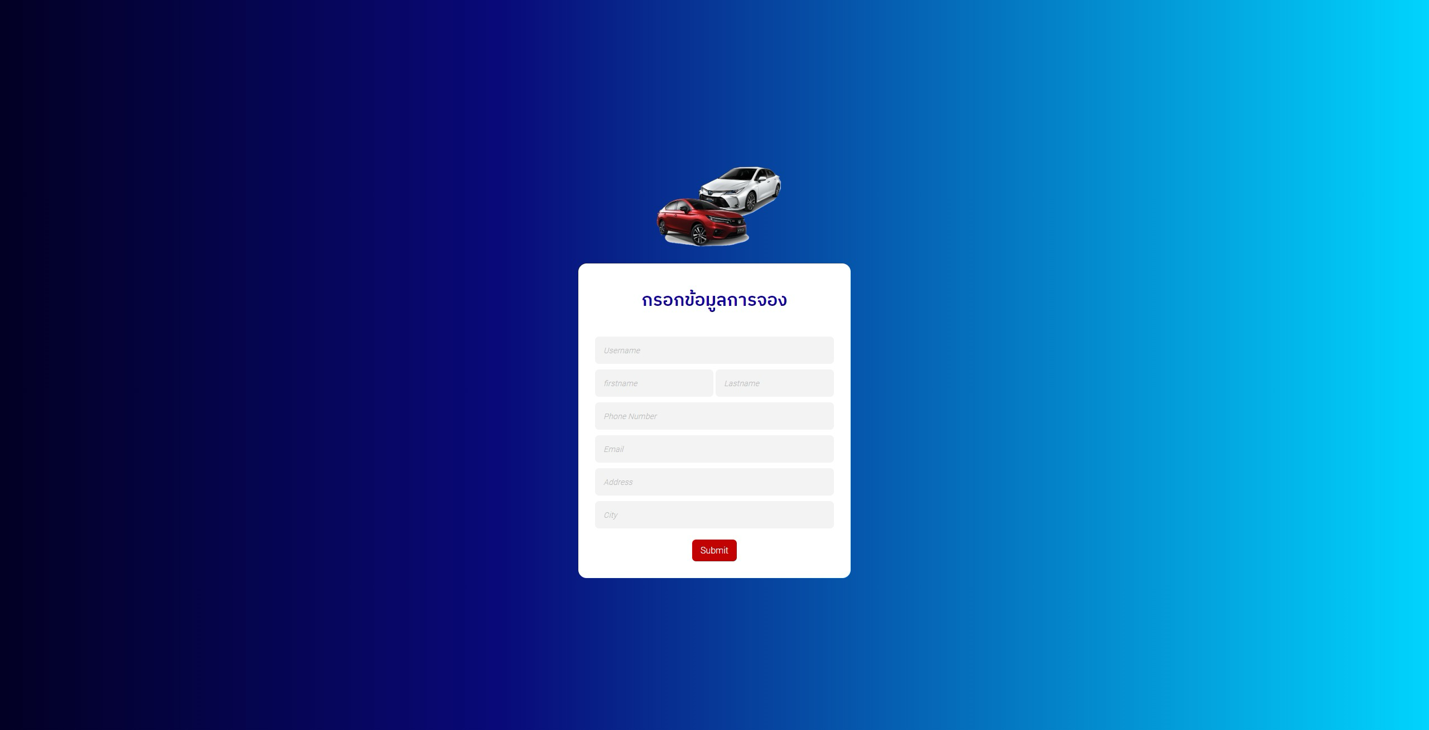 กรอกข้อมูลการจอง
Username
firstname Lastname
Phone Number
Email
Address
City
Submit